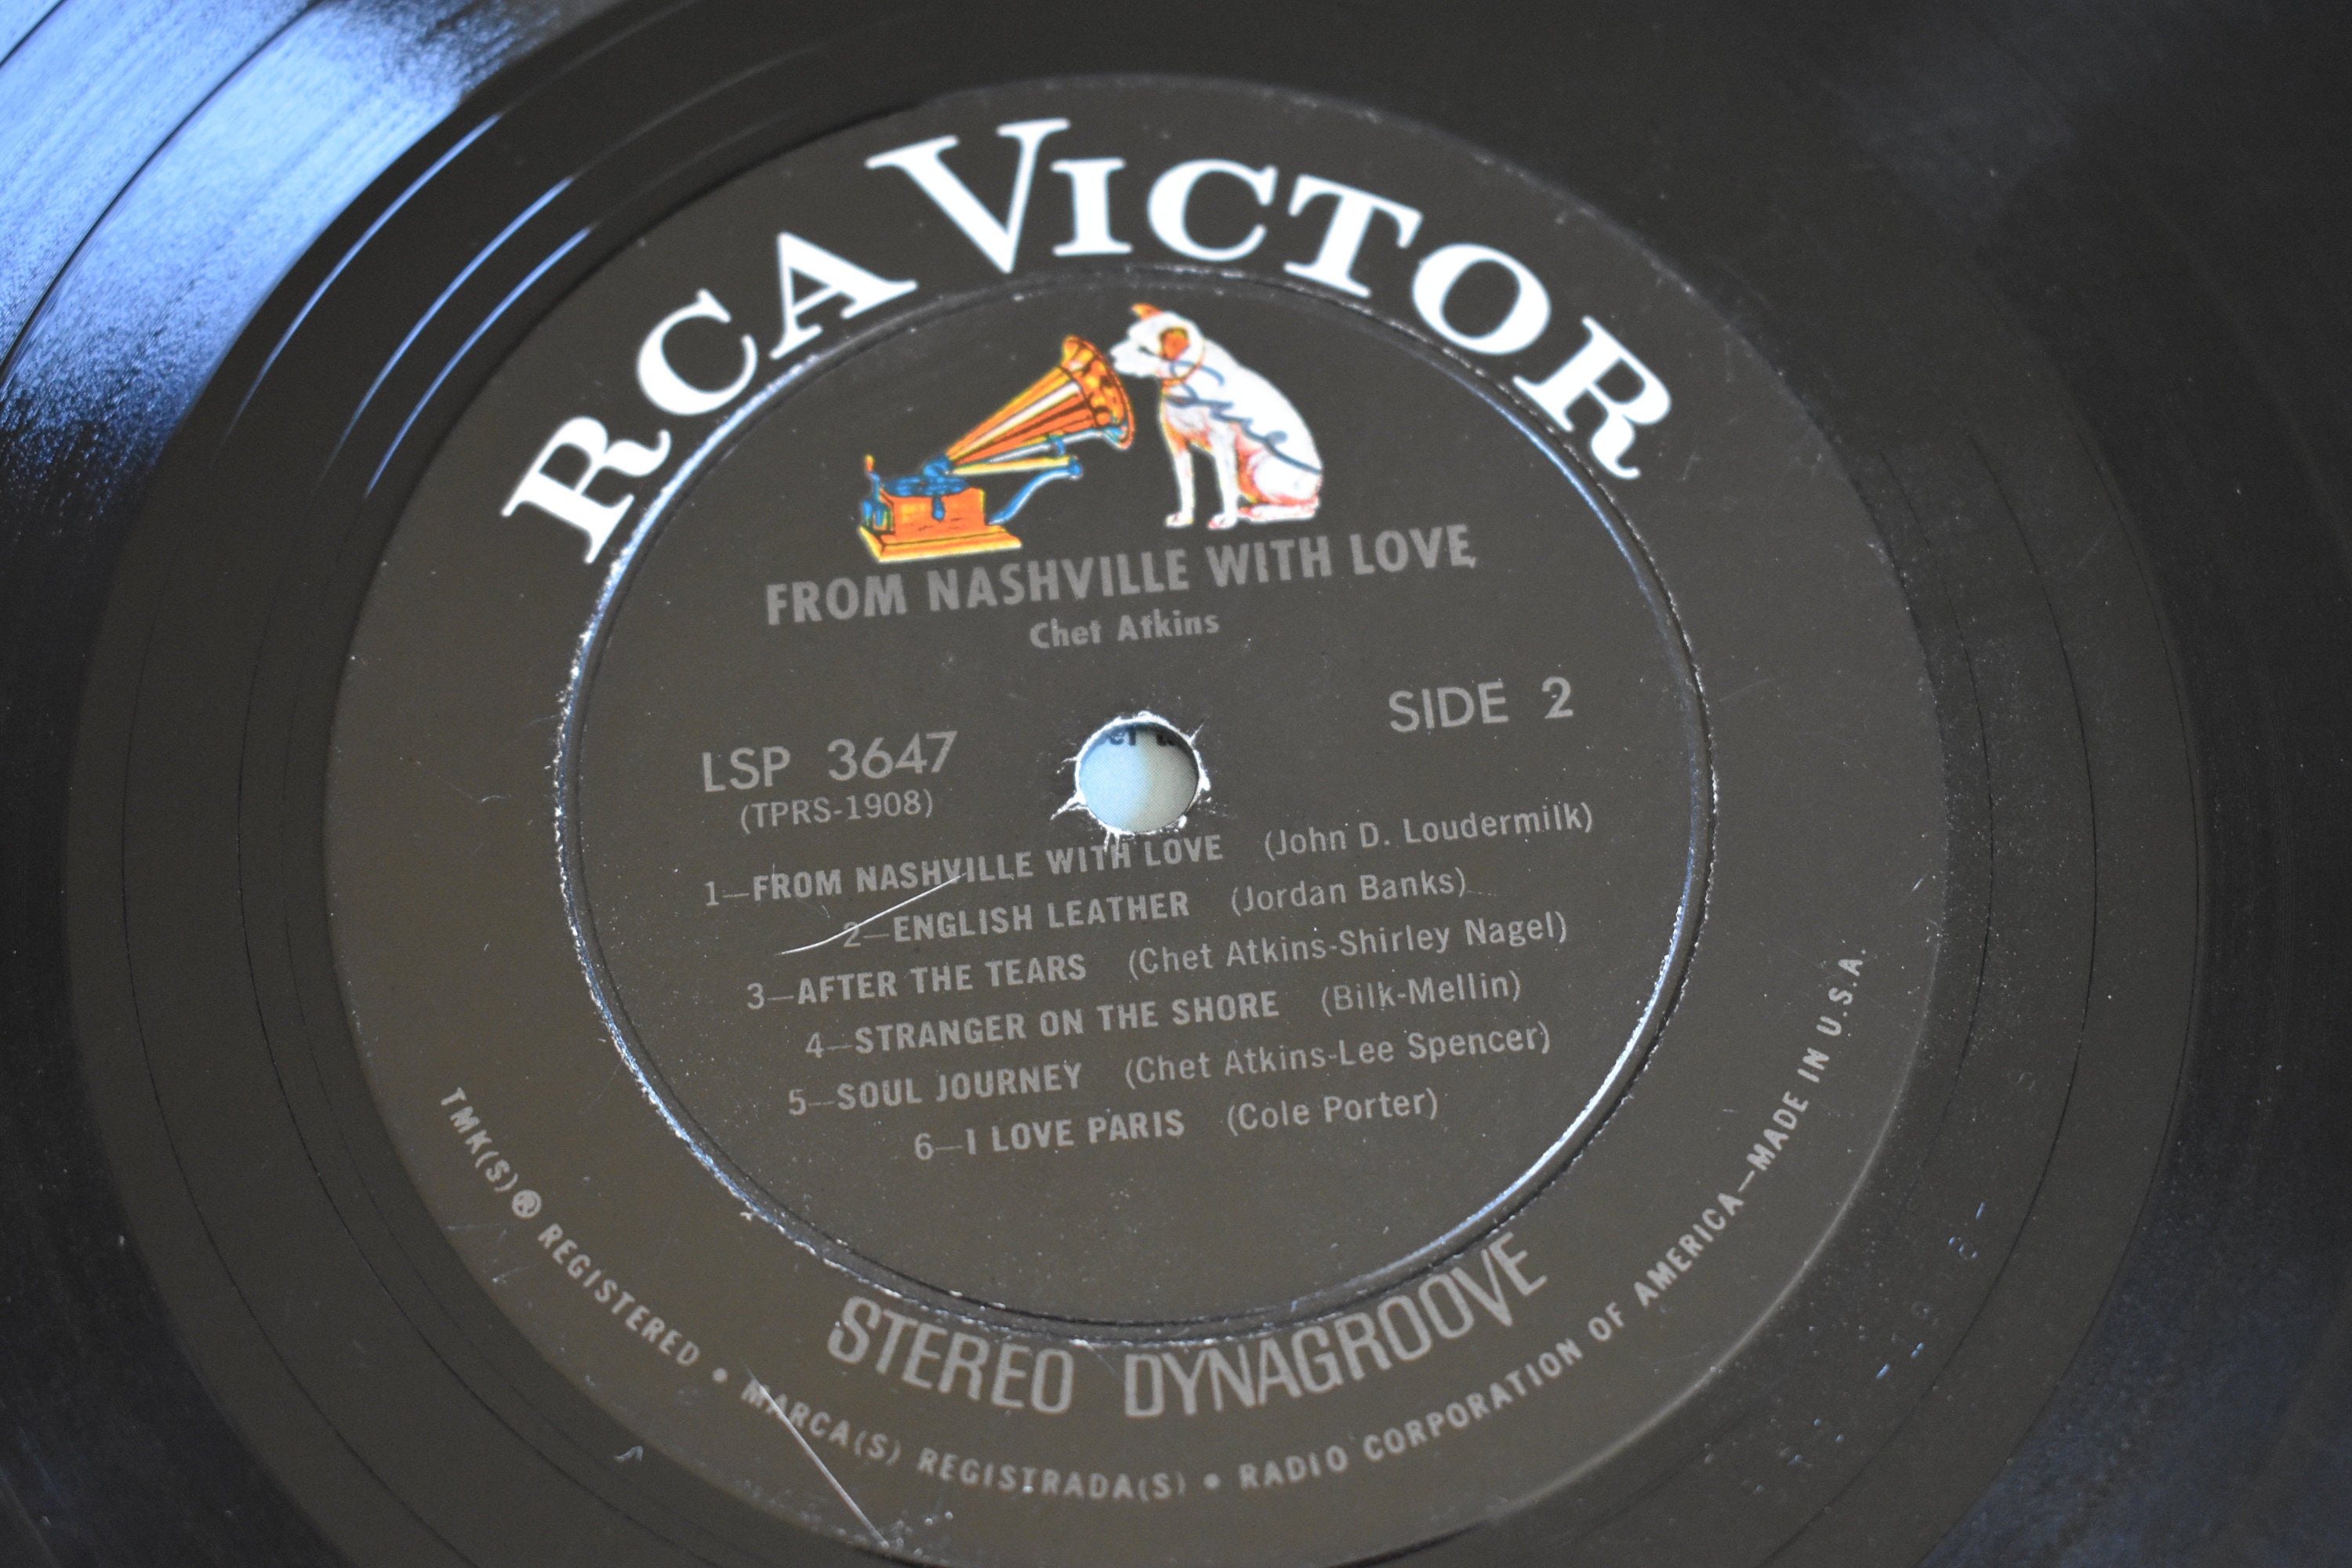 RCA VICTOR
FROM NASHVILLE WITH LOVE
Chet Atkins
LSP 3647
(TPRS-1908)
SIDE 2
1—FROM NASHVILLE WITH LOVE (John D. Loudermilk)
2—ENGLISH LEATHER (Jordan Banks)
3—AFTER THE TEARS (Chet Atkins-Shirley Nagel)
4—STRANGER ON THE SHORE (Bilk-Mellin)
5—SOUL JOURNEY (Chet Atkins-Lee Spencer)
6—I LOVE PARIS (Cole Porter)
STEREO DYNAGROOVE
TMK(S) ® REGISTERED • MARCA(S) REGISTRADA(S) • RADIO CORPORATION OF AMERICA—MADE IN U.S.A.